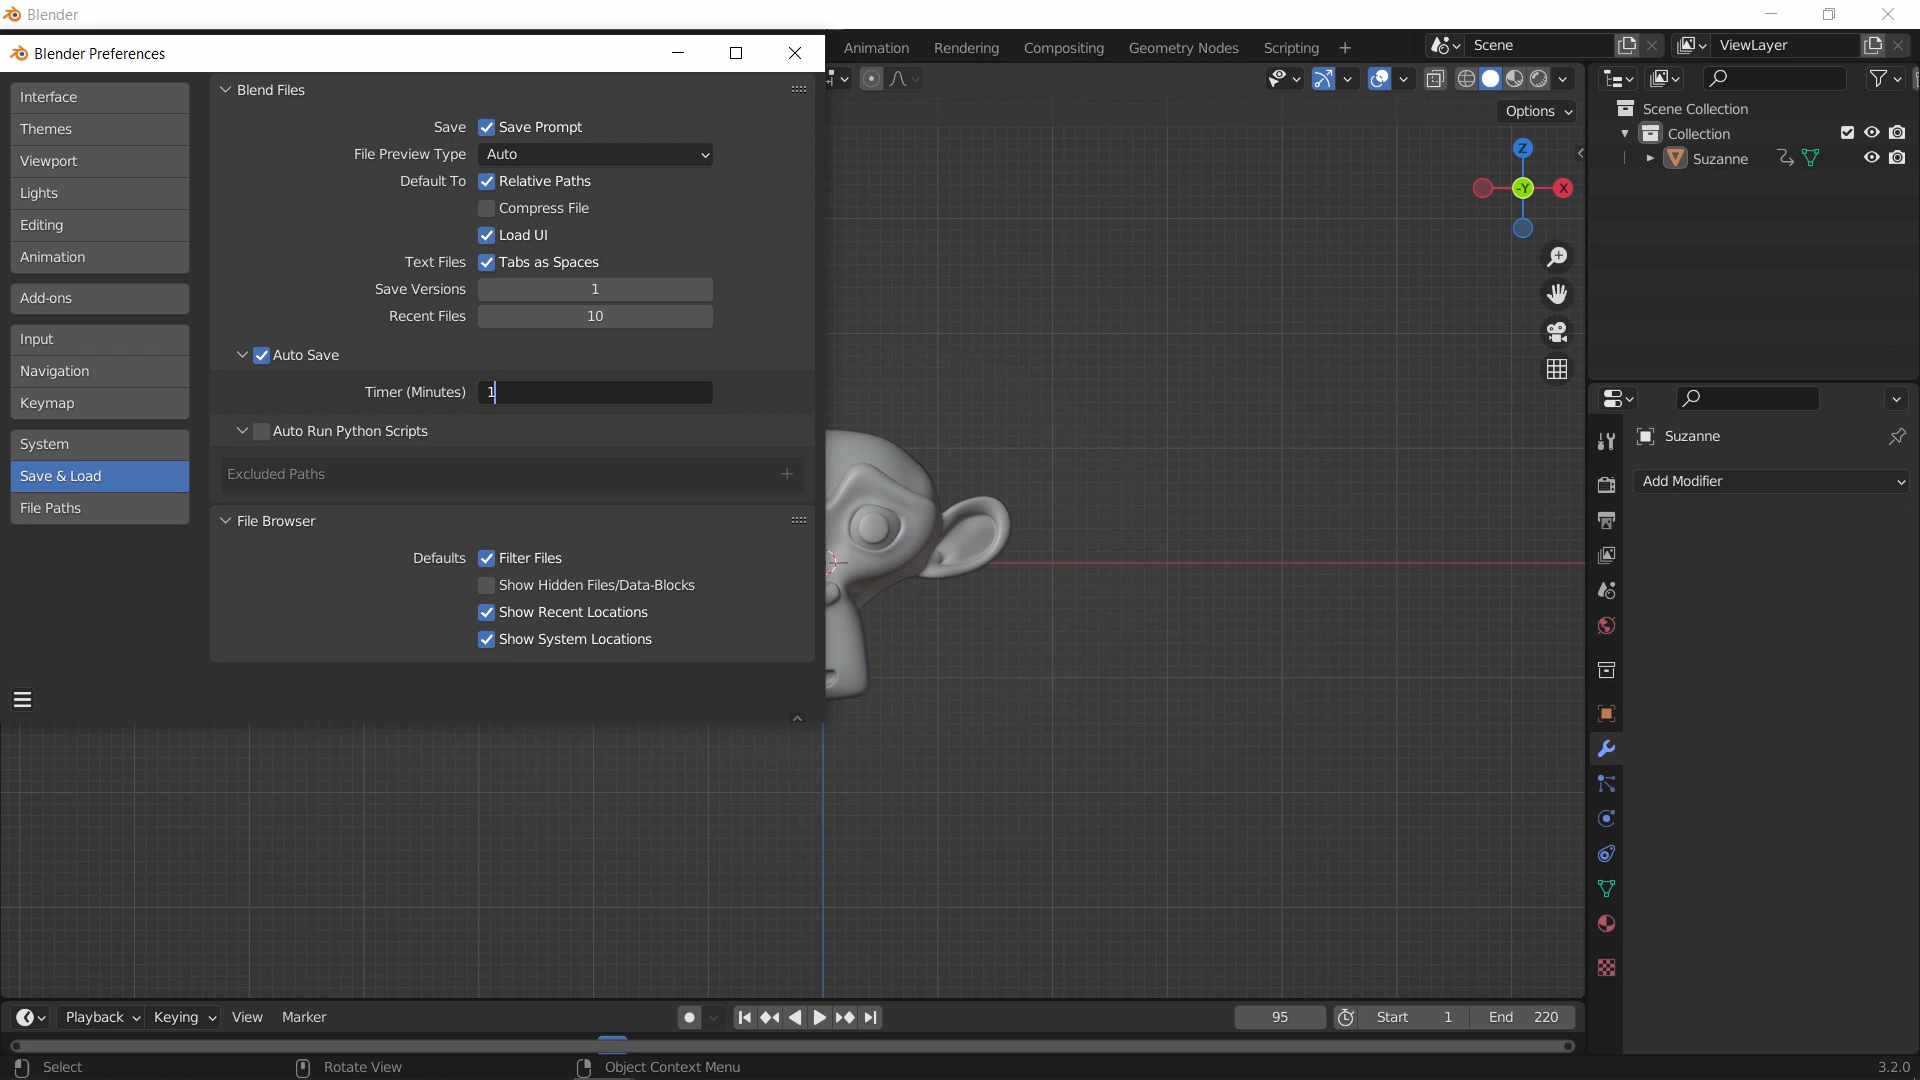 Blender
Blender Preferences
Animation Rendering Compositing Geometry Nodes Scripting + Scene ViewLayer
Interface
Themes
Viewport
Lights
Editing
Animation
Add-ons
Input
Navigation
Keymap
System
Save & Load
File Paths
Blend Files
Save Save Prompt
File Preview Type Auto
Default To Relative Paths
Compress File
Load UI
Text Files Tabs as Spaces
Save Versions 1
Recent Files 10
Auto Save
Timer (Minutes) 1
Auto Run Python Scripts
Excluded Paths +
File Browser
Defaults Filter Files
Show Hidden Files/Data-Blocks
Show Recent Locations
Show System Locations
Options
Z
-Y X
Scene Collection
Collection
Suzanne
Suzanne
Add Modifier
Playback Keying View Marker 95 Start 1 End 220
Select Rotate View Object Context Menu 3.2.0